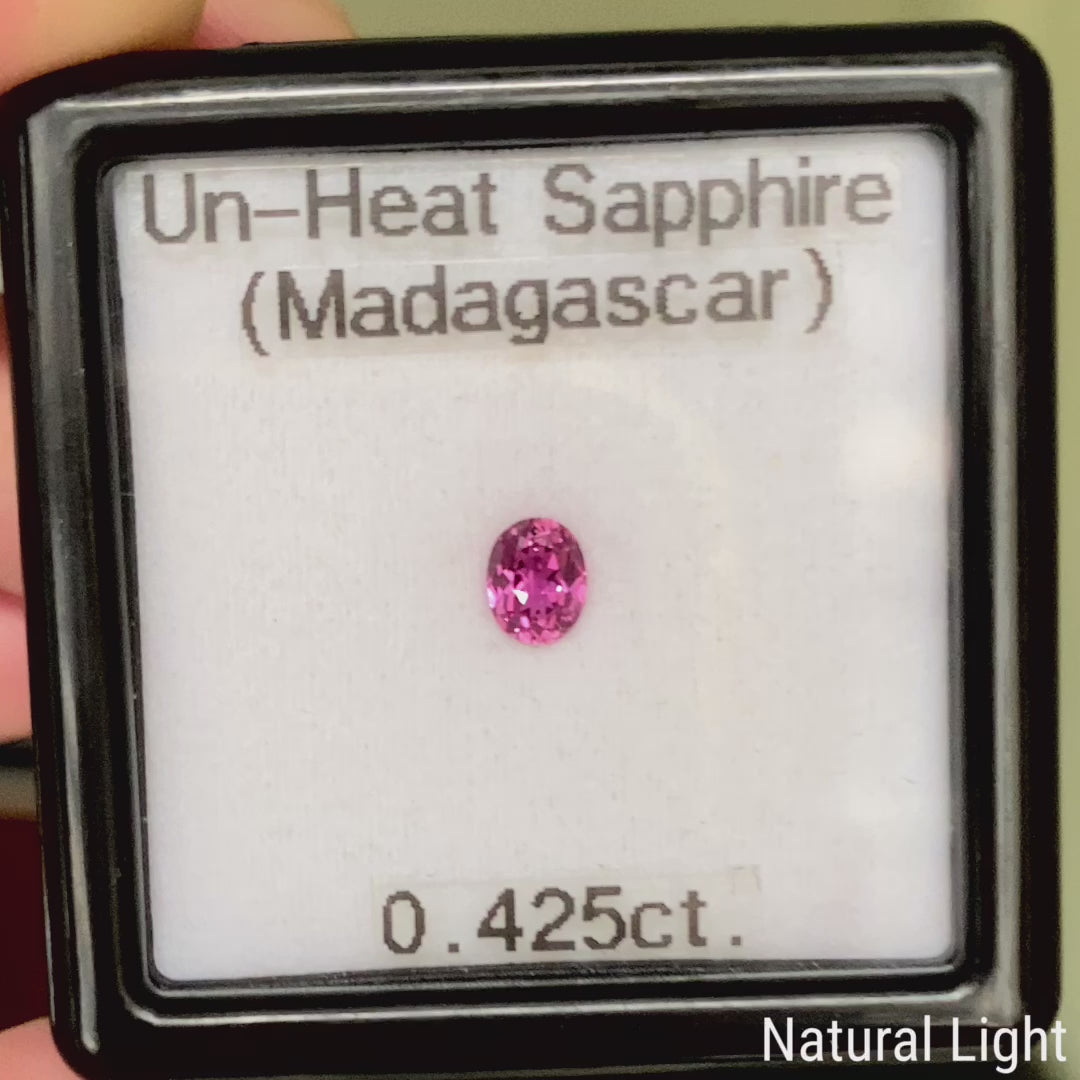 Un-Heat Sapphire
(Madagascar)
0.425ct.
Natural Light